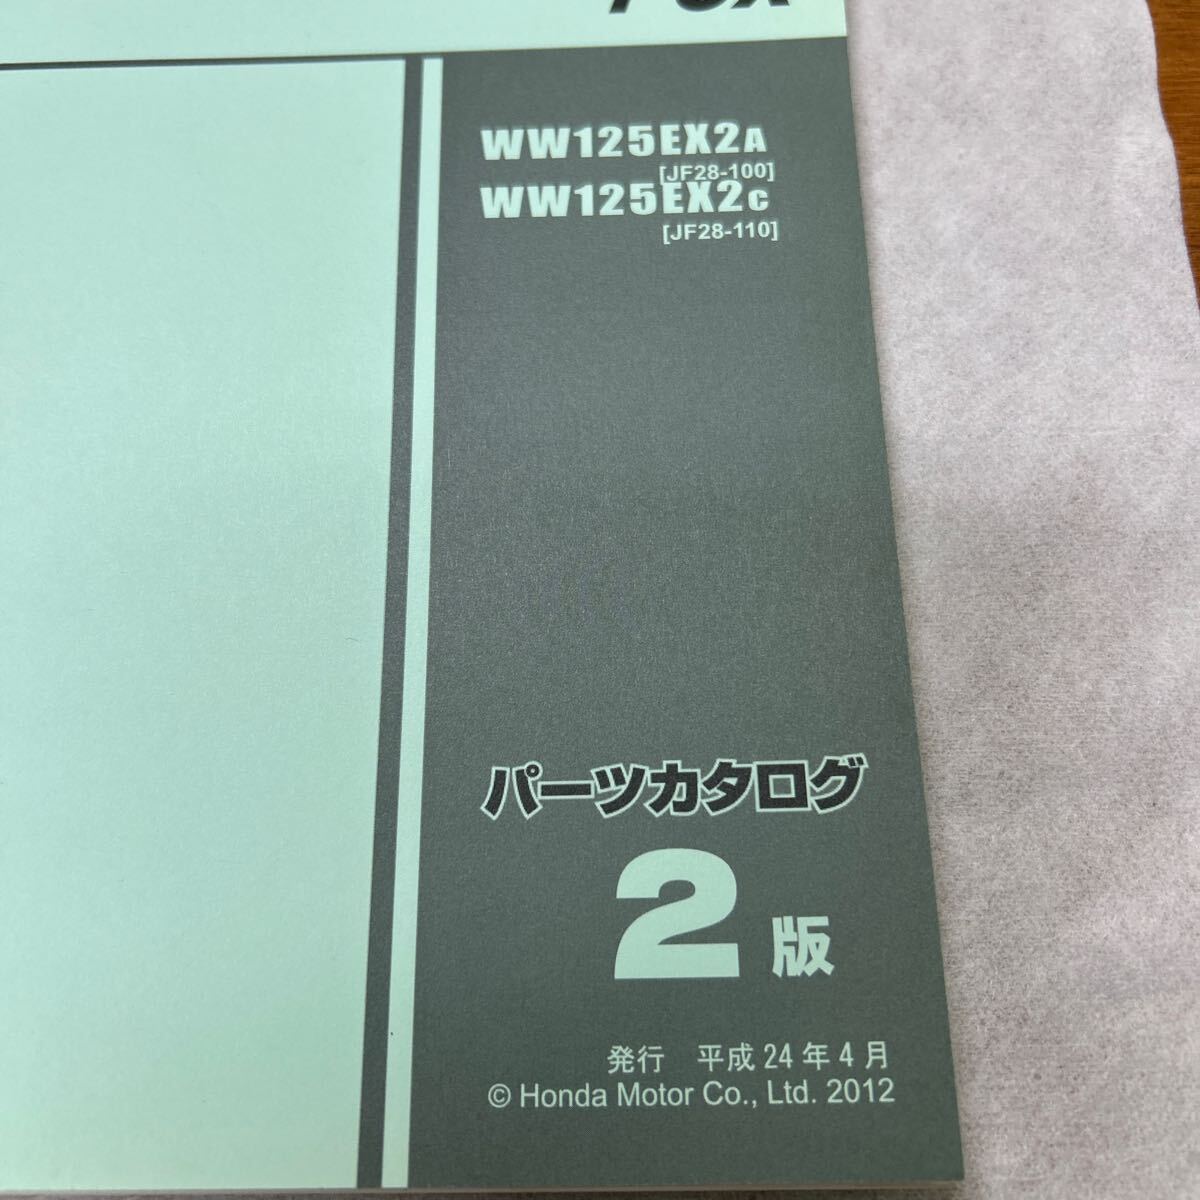 WW125EX2A
[JF28-100]
WW125EX2C
[JF28-110]
パーツカタログ
2版
発行 平成24年4月
© Honda Motor Co., Ltd. 2012